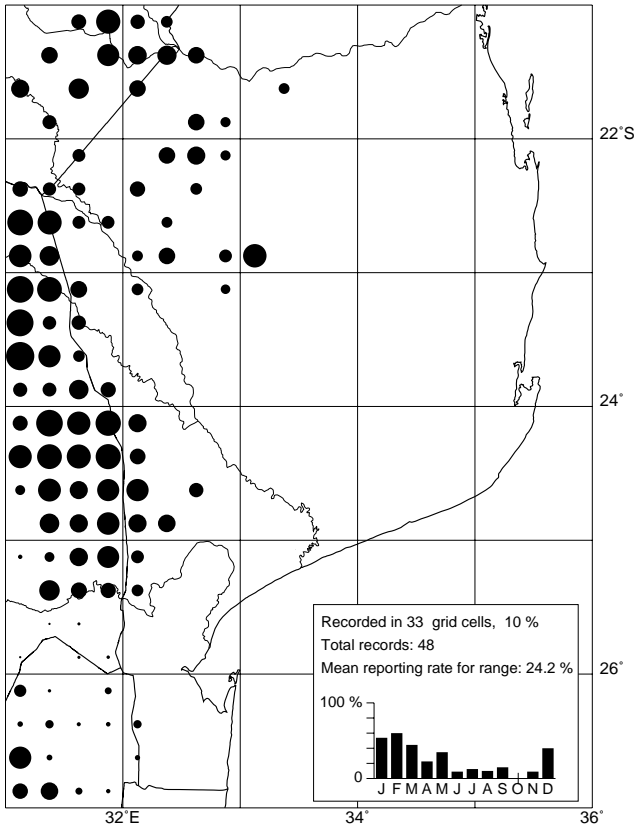 22°S
24°
Recorded in 33 grid cells, 10 %
Total records: 48
Mean reporting rate for range: 24.2 %
26°
100 %
0
J F M A M J J A S O N D
32°E
34°
36°